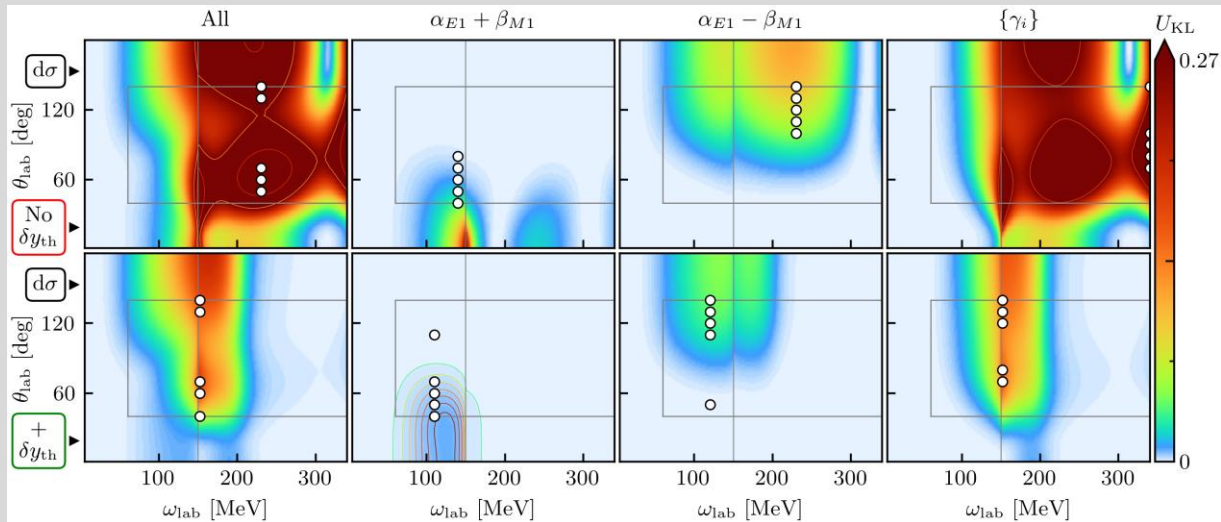 All
α_{E1} + β_{M1}
α_{E1} − β_{M1}
{γ_i}
U_KL
dσ
120
60
θ_lab [deg]
No
δy_th
0.27
dσ
120
60
θ_lab [deg]
+
δy_th
0
100 200 300
100 200 300
100 200 300
100 200 300
ω_lab [MeV]
ω_lab [MeV]
ω_lab [MeV]
ω_lab [MeV]